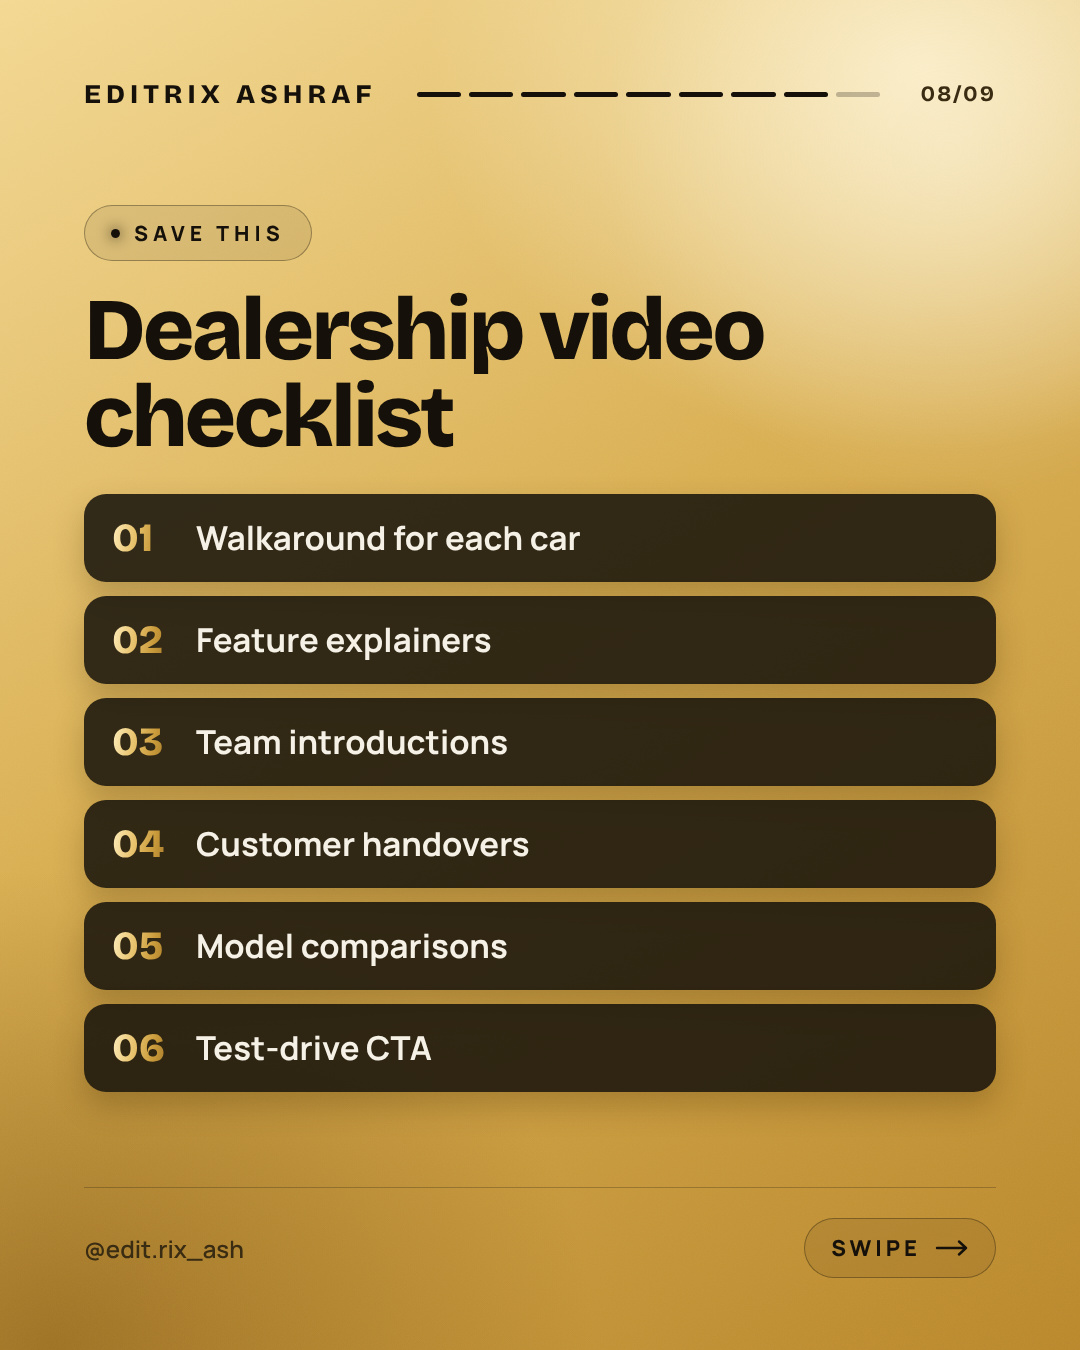 EDITRIX ASHRAF
08/09
SAVE THIS
Dealership video
checklist
01 Walkaround for each car
02 Feature explainers
03 Team introductions
04 Customer handovers
05 Model comparisons
06 Test-drive CTA
@edit.rix_ash
SWIPE